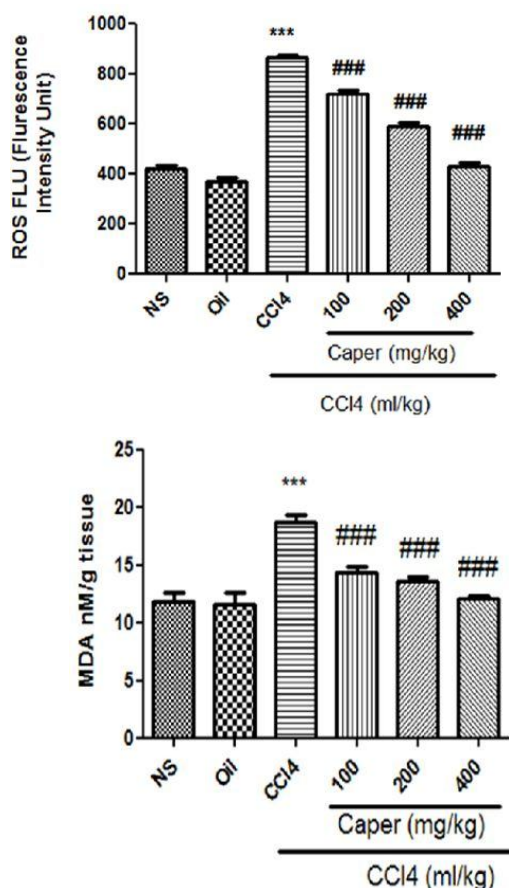 1000
800
600
400
200
0
ROS FLU (Flurescence
Intensity Unit)
***
###
###
###
NS
Oil
CCl4
100
200
400
Caper (mg/kg)
CCl4 (ml/kg)
25
20
15
10
5
0
MDA nM/g tissue
***
###
###
###
NS
Oil
CCl4
100
200
400
Caper (mg/kg)
CCl4 (ml/kg)